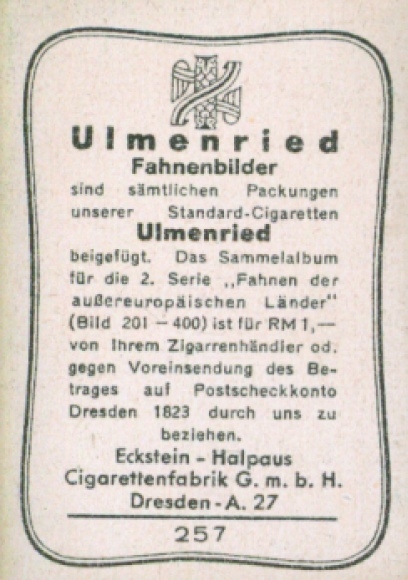 Ulmenried
Fahnenbilder
sind sämtlichen Packungen
unserer Standard-Cigaretten
Ulmenried
beigefügt. Das Sammelalbum
für die 2. Serie „Fahnen der
außereuropäischen Länder"
(Bild 201 – 400) ist für RM 1,—
von Ihrem Zigarrenhändler od.
gegen Voreinsendung des Be-
trages auf Postscheckkonto
Dresden 1823 durch uns zu
beziehen.
Eckstein - Halpaus
Cigarettenfabrik G. m. b. H.
Dresden-A. 27
257